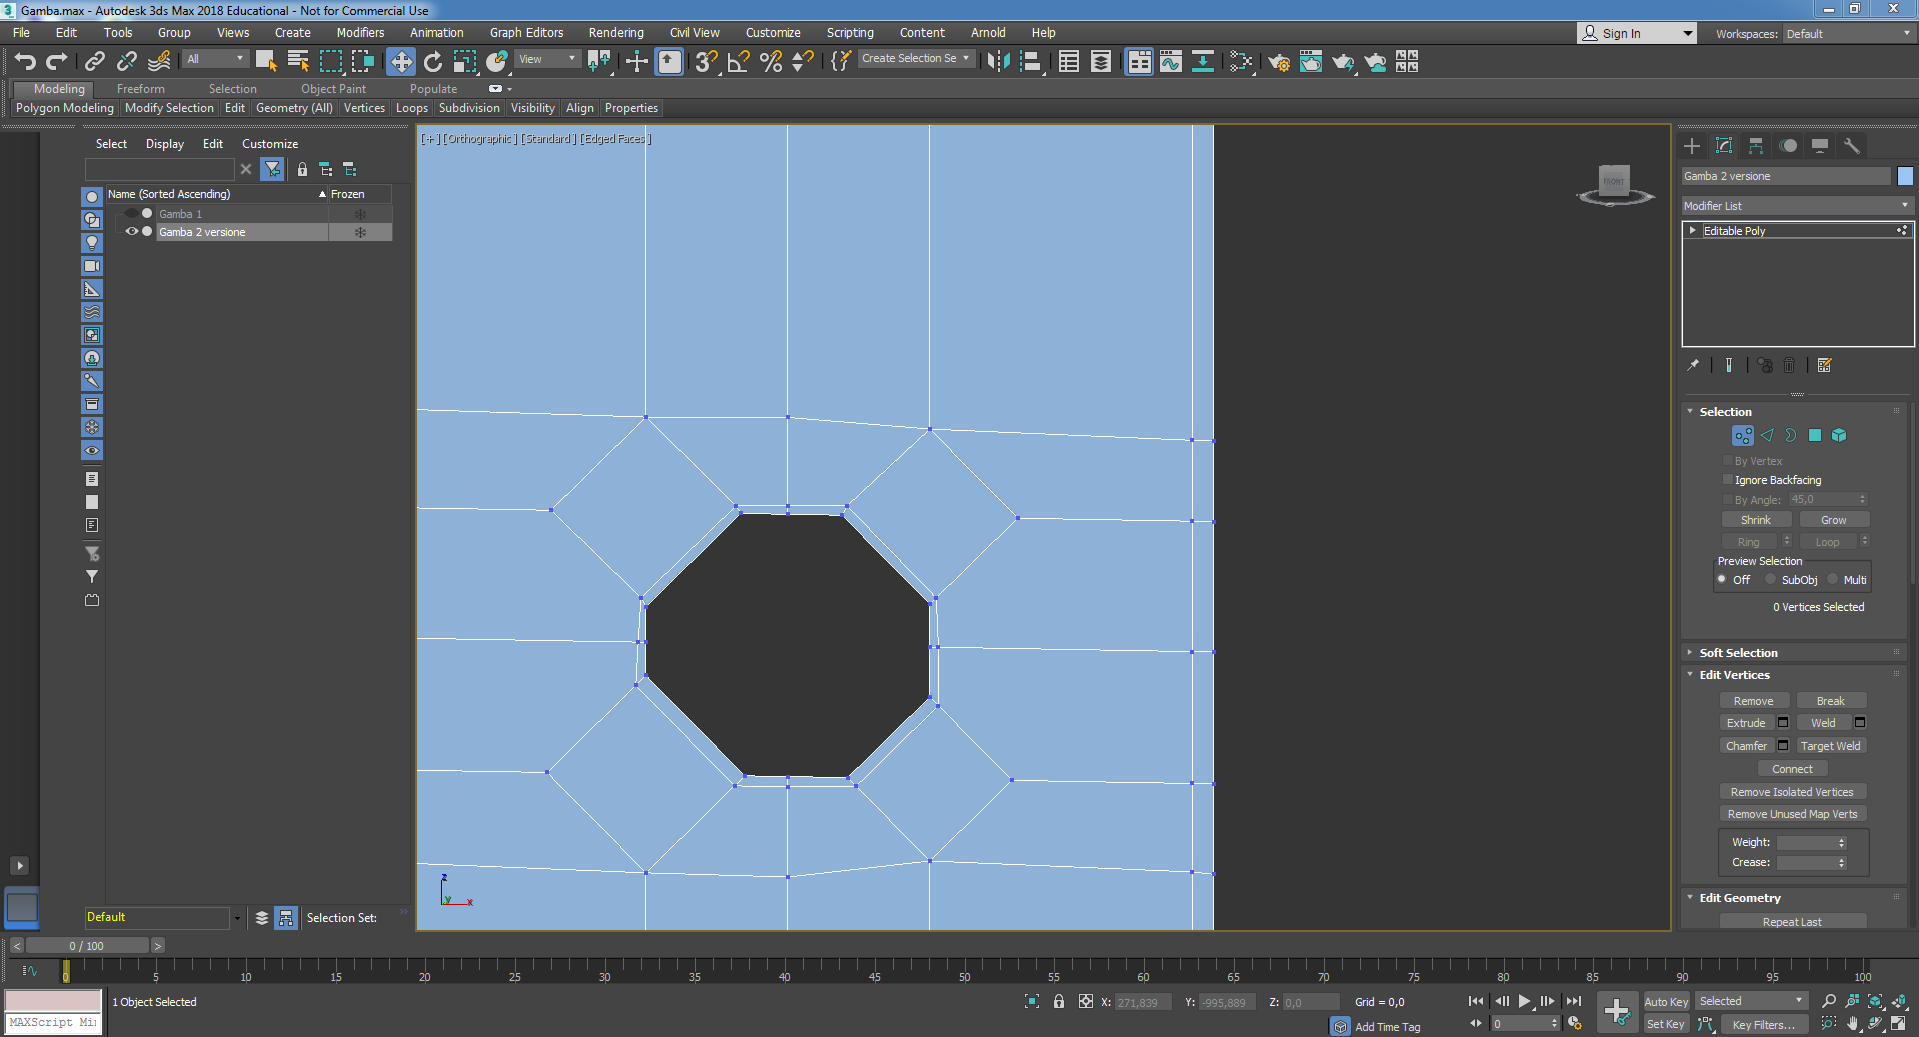 3 Gamba.max - Autodesk 3ds Max 2018 Educational - Not for Commercial Use
File Edit Tools Group Views Create Modifiers Animation Graph Editors Rendering Civil View Customize Scripting Content Arnold Help
Sign In Workspaces: Default
All View Create Selection Se
Modeling Freeform Selection Object Paint Populate
Polygon Modeling Modify Selection Edit Geometry (All) Vertices Loops Subdivision Visibility Align Properties
Select Display Edit Customize
Name (Sorted Ascending) Frozen
Gamba 1
Gamba 2 versione
[+] [Orthographic] [Standard] [Edged Faces]
FRONT
z
y
x
Gamba 2 versione
Modifier List
Editable Poly
Selection
By Vertex
Ignore Backfacing
By Angle: 45,0
Shrink Grow
Ring Loop
Preview Selection
Off SubObj Multi
0 Vertices Selected
Soft Selection
Edit Vertices
Remove Break
Extrude Weld
Chamfer Target Weld
Connect
Remove Isolated Vertices
Remove Unused Map Verts
Weight:
Crease:
Edit Geometry
Repeat Last
Default Selection Set:
< 0 / 100 >
0 5 10 15 20 25 30 35 40 45 50 55 60 65 70 75 80 85 90 95 100
1 Object Selected X: 271,839 Y: -995,889 Z: 0,0 Grid = 0,0 Auto Key Selected
MAXScript Mi Add Time Tag 0 Set Key Key Filters...